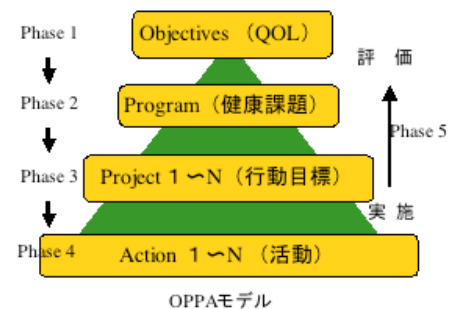 Phase 1
Objectives （QOL）
評　価
Phase 2
Program（健康課題）
Phase 5
Phase 3
Project １〜N（行動目標）
実 施
Phase 4
Action １〜N （活動）
OPPAモデル